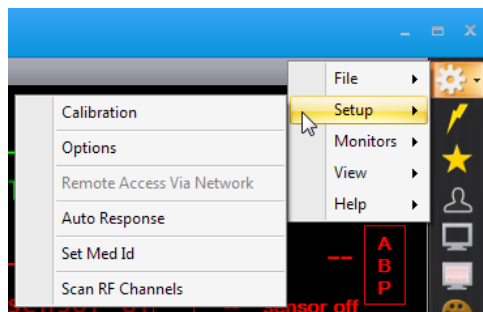 File
Setup
Monitors
View
Help
Calibration
Options
Remote Access Via Network
Auto Response
Set Med Id
Scan RF Channels
--
A
B
P
-- sensor off